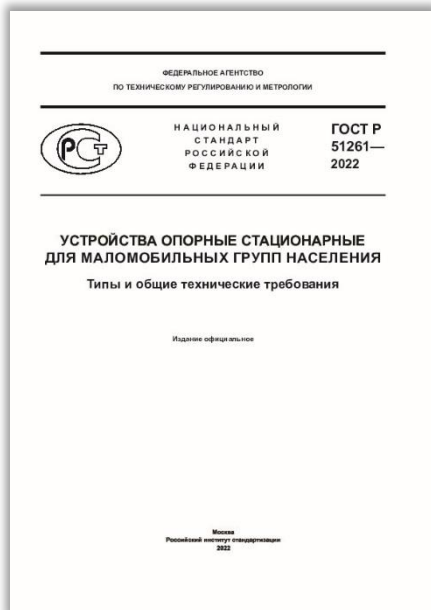 ФЕДЕРАЛЬНОЕ АГЕНТСТВО
ПО ТЕХНИЧЕСКОМУ РЕГУЛИРОВАНИЮ И МЕТРОЛОГИИ
РСТ
НАЦИОНАЛЬНЫЙ
СТАНДАРТ
РОССИЙСКОЙ
ФЕДЕРАЦИИ
ГОСТ Р
51261—
2022
УСТРОЙСТВА ОПОРНЫЕ СТАЦИОНАРНЫЕ
ДЛЯ МАЛОМОБИЛЬНЫХ ГРУПП НАСЕЛЕНИЯ
Типы и общие технические требования
Издание официальное
Москва
Российский институт стандартизации
2022